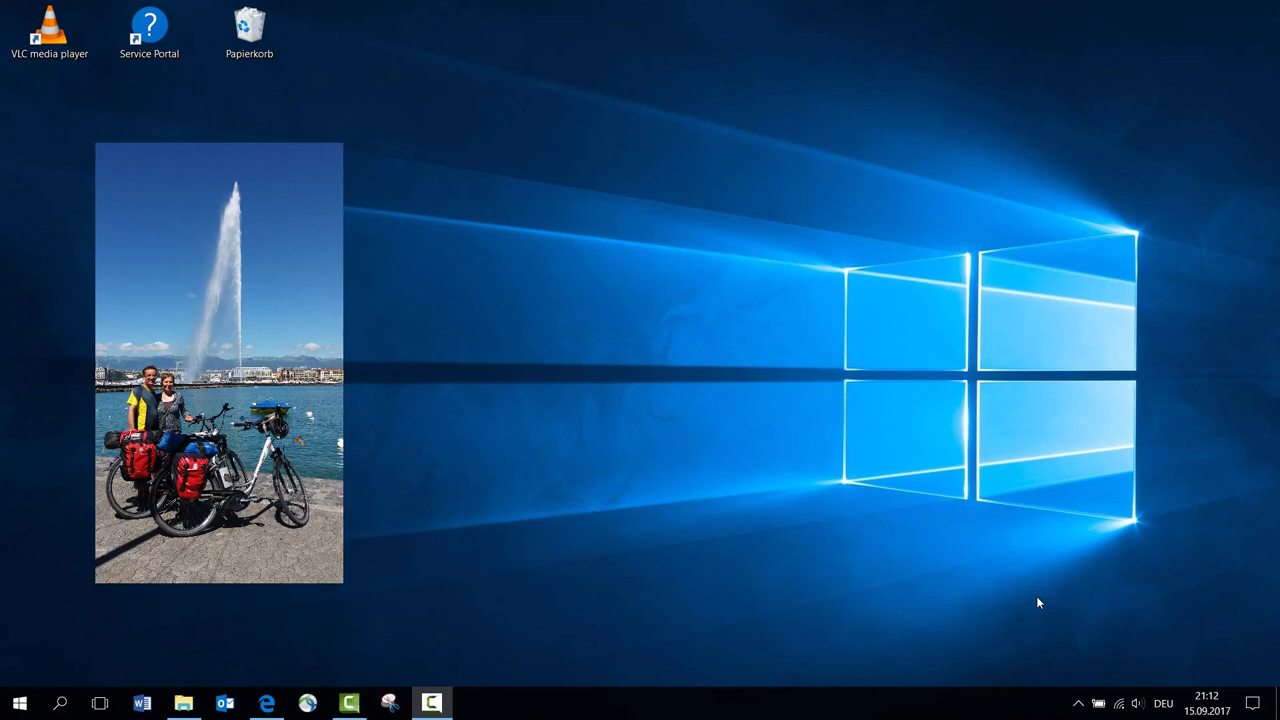 VLC media player
Service Portal
Papierkorb
DEU
21:12
15.09.2017